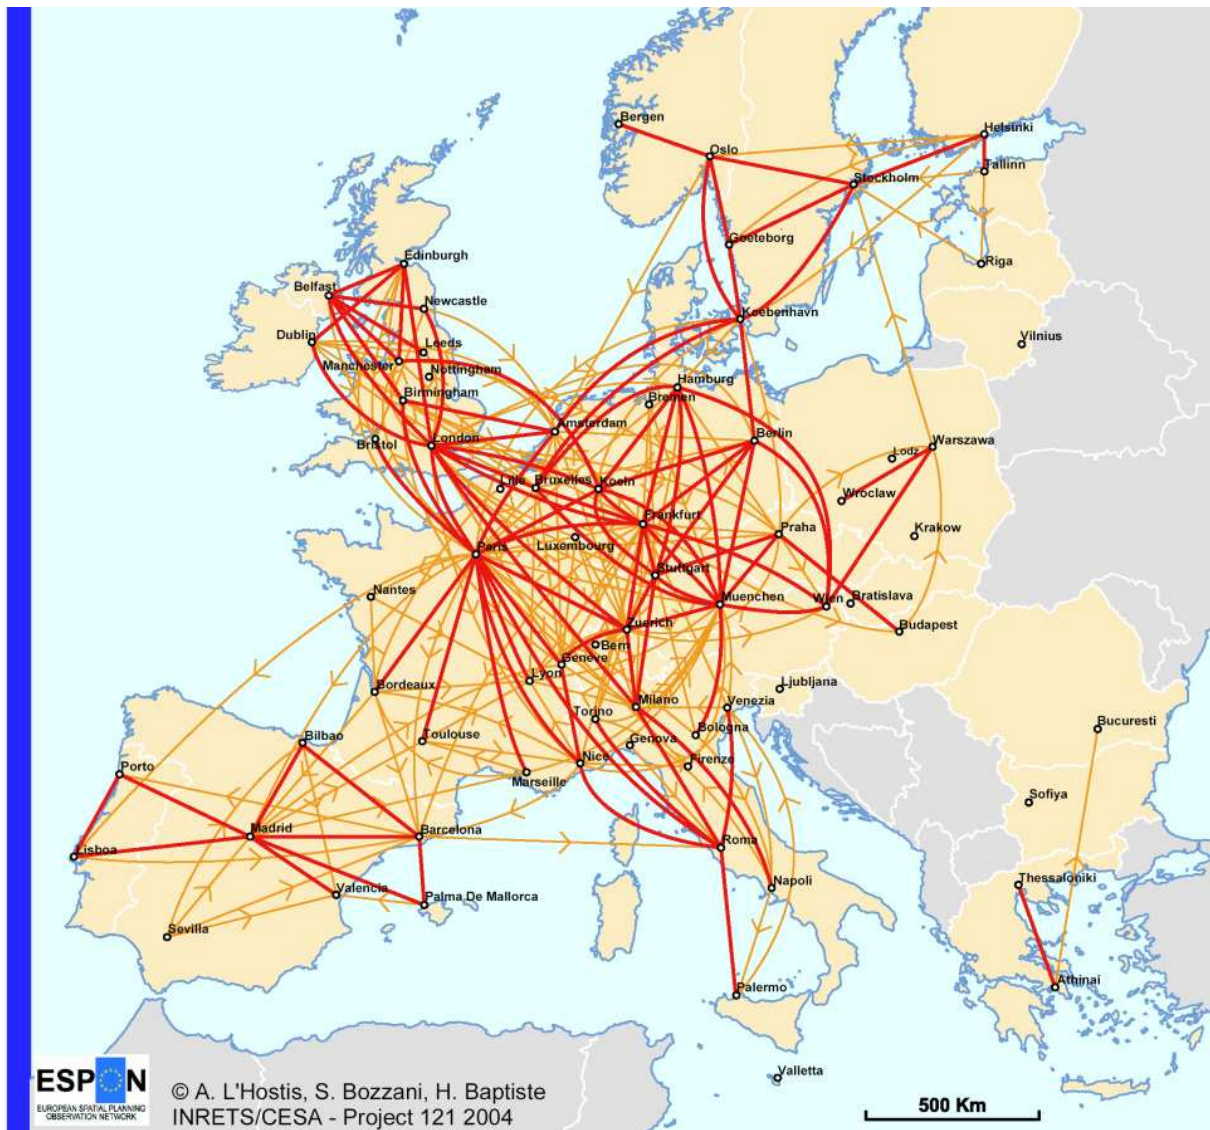 Bergen
Oslo
Helsinki
Tallinn
Stockholm
Goeteborg
Riga
Edinburgh
Belfast
Newcastle
Koebenhavn
Dublin
Vilnius
Leeds
Manchester
Nottingham
Hamburg
Birmingham
Bremen
Amsterdam
Berlin
Bristol
London
Warszawa
Lodz
Lille
Bruxelles
Koeln
Wroclaw
Frankfurt
Praha
Krakow
Paris
Luxembourg
Stuttgart
Nantes
Muenchen
Wien
Bratislava
Zuerich
Budapest
Bern
Geneve
Lyon
Bordeaux
Ljubljana
Milano
Venezia
Torino
Bucuresti
Bologna
Bilbao
Toulouse
Genova
Nice
Firenze
Porto
Marseille
Sofiya
Madrid
Barcelona
Lisboa
Roma
Thessaloniki
Valencia
Palma De Mallorca
Napoli
Sevilla
Palermo
Athinai
Valletta
ESPON
EUROPEAN SPATIAL PLANNING
OBSERVATION NETWORK
© A. L'Hostis, S. Bozzani, H. Baptiste
INRETS/CESA - Project 121 2004
500 Km